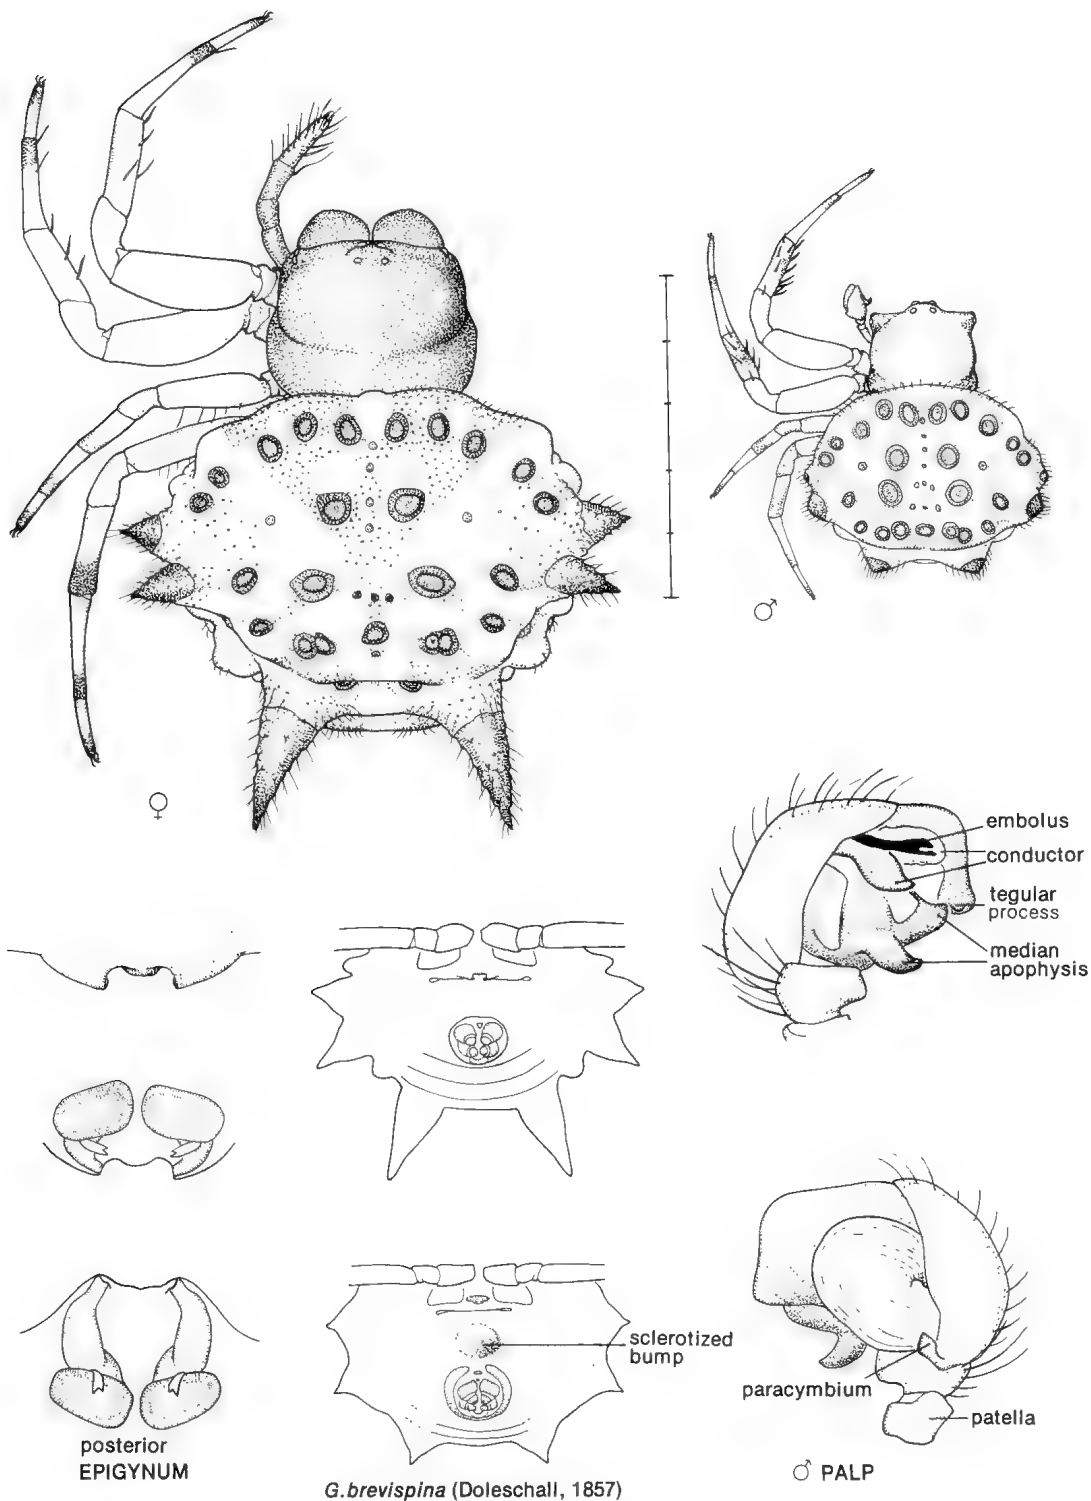 ♂
♀
embolus
conductor
tegular
process
median
apophysis
sclerotized
bump
paracymbium
patella
posterior
EPIGYNUM
G.brevispina (Doleschall, 1857)
♂ PALP